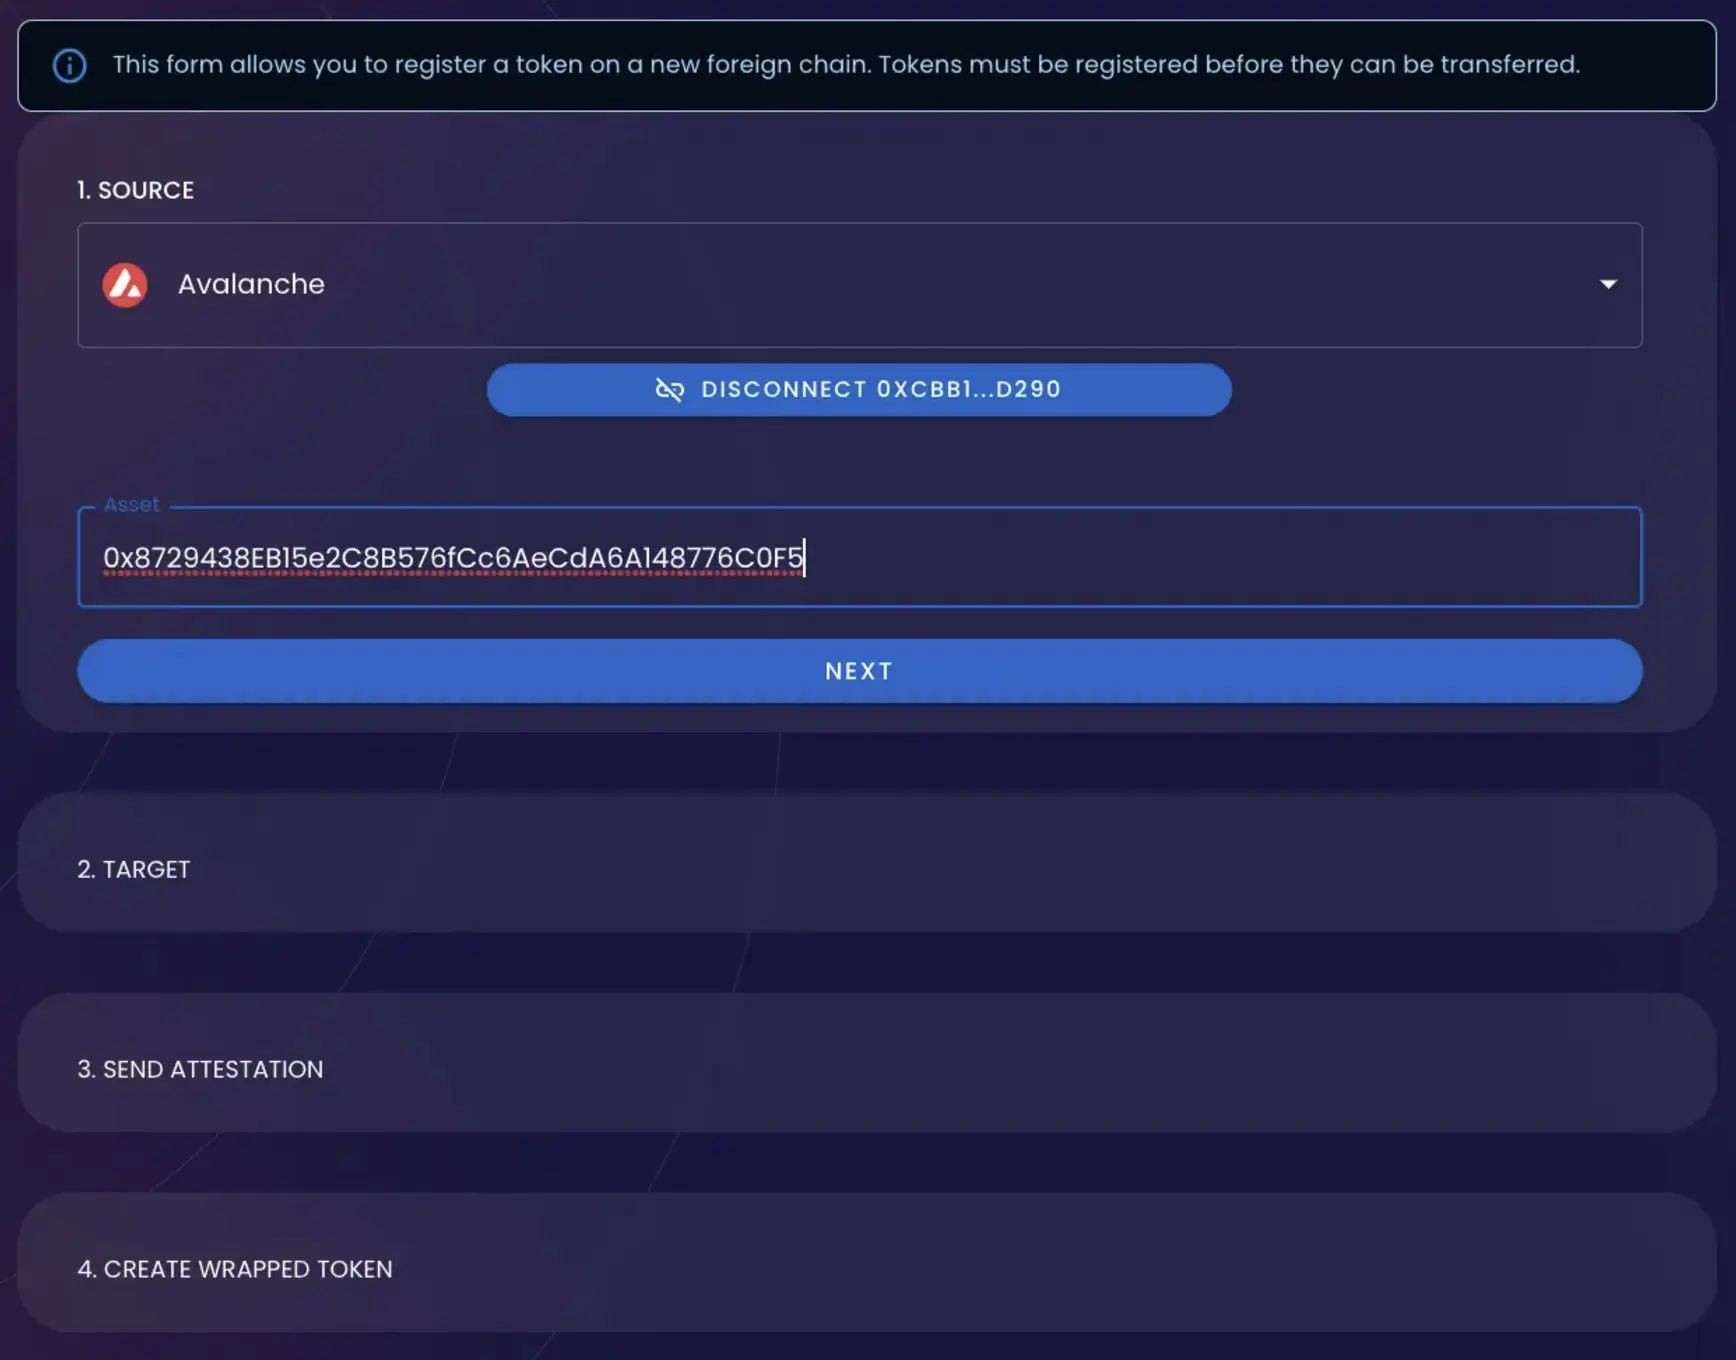 This form allows you to register a token on a new foreign chain. Tokens must be registered before they can be transferred.
1. SOURCE
Avalanche
DISCONNECT 0XCBB1...D290
Asset
0x8729438EB15e2C8B576fCc6AeCdA6A148776C0F5
NEXT
2. TARGET
3. SEND ATTESTATION
4. CREATE WRAPPED TOKEN